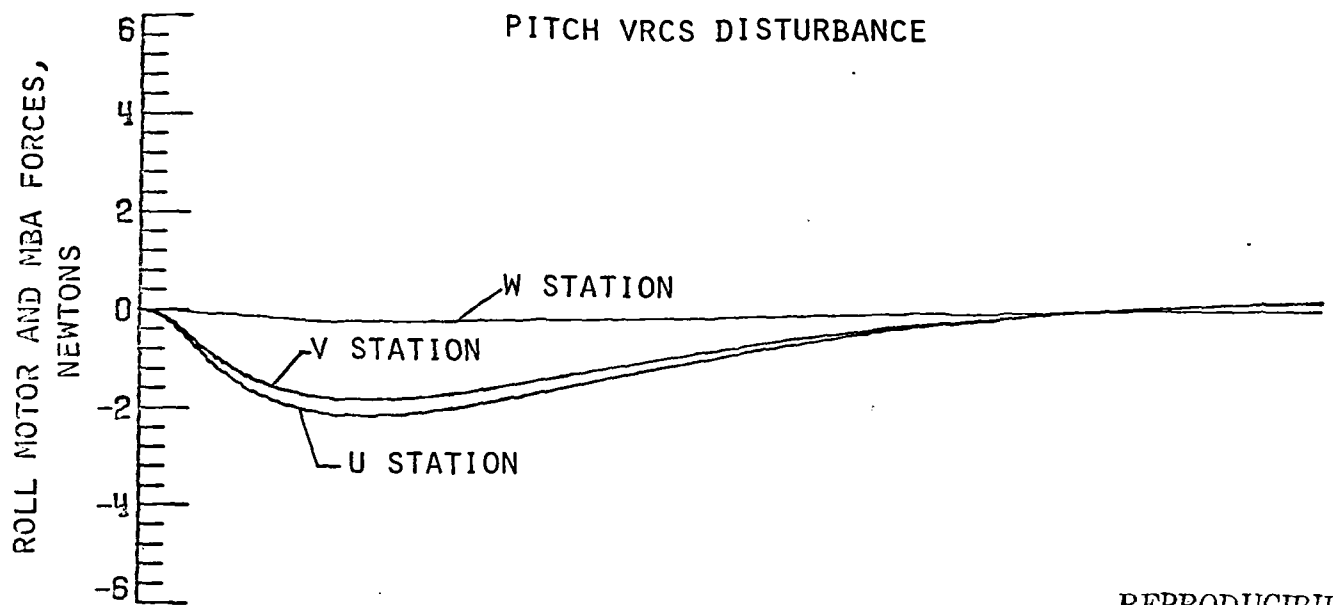 PITCH VRCS DISTURBANCE
ROLL MOTOR AND MBA FORCES,
NEWTONS
6
4
2
0
-2
-4
-6
W STATION
V STATION
U STATION